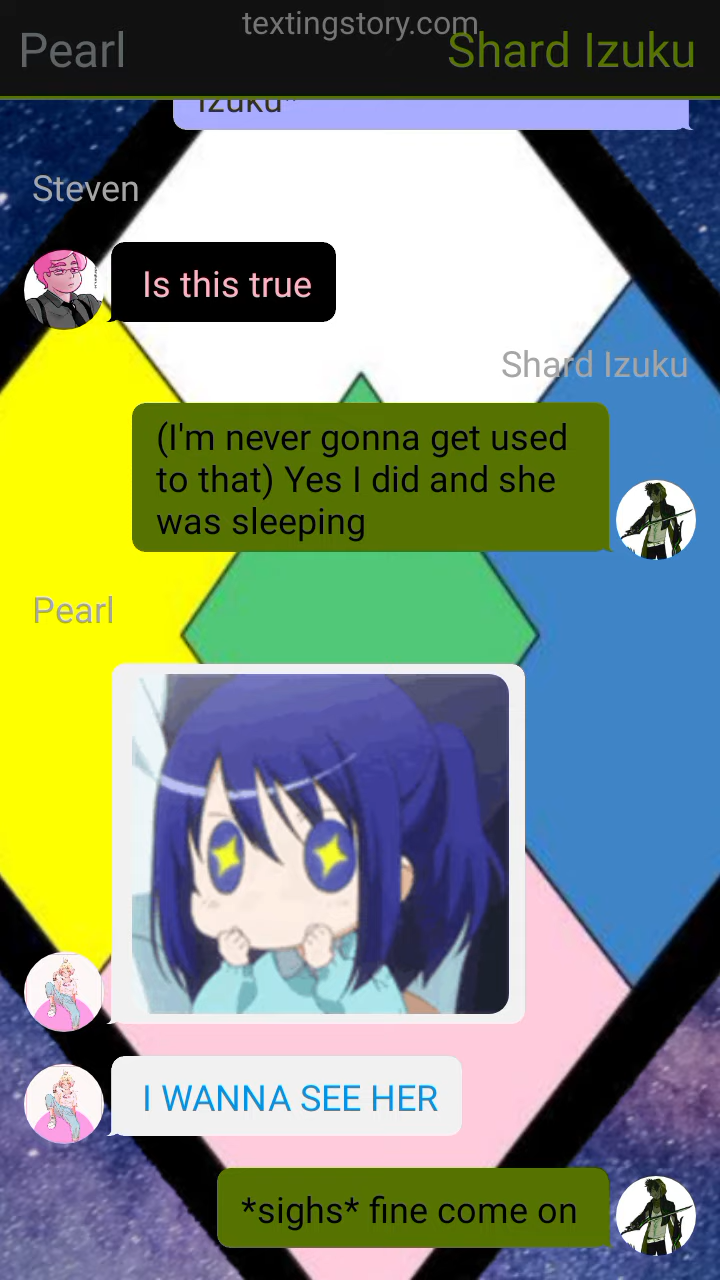 textingstory.com
Pearl
Shard Izuku
Izuku*
Steven
Is this true
Shard Izuku
(I'm never gonna get used
to that) Yes I did and she
was sleeping
Pearl
I WANNA SEE HER
*sighs* fine come on